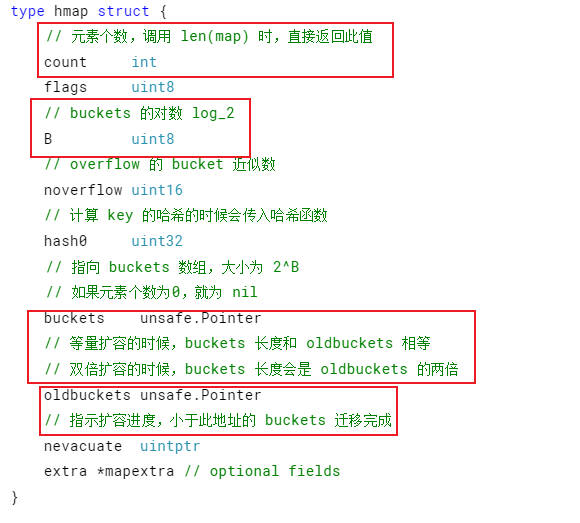 type hmap struct {
// 元素个数，调用 len(map) 时，直接返回此值
count int
flags uint8
// buckets 的对数 log_2
B uint8
// overflow 的 bucket 近似数
noverflow uint16
// 计算 key 的哈希的时候会传入哈希函数
hash0 uint32
// 指向 buckets 数组，大小为 2^B
// 如果元素个数为0，就为 nil
buckets unsafe.Pointer
// 等量扩容的时候，buckets 长度和 oldbuckets 相等
// 双倍扩容的时候，buckets 长度会是 oldbuckets 的两倍
oldbuckets unsafe.Pointer
// 指示扩容进度，小于此地址的 buckets 迁移完成
nevacuate uintptr
extra *mapextra // optional fields
}